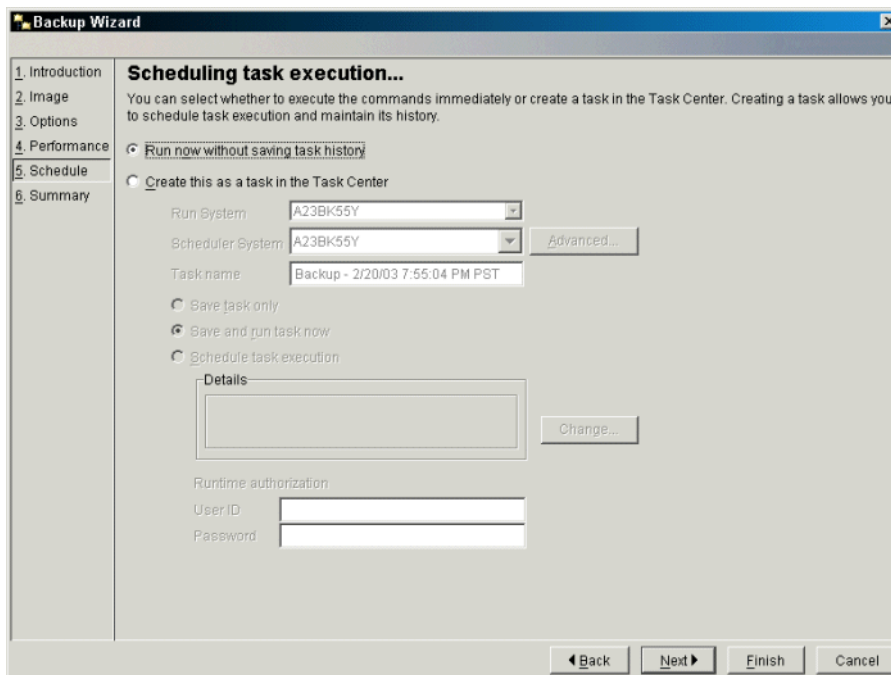 Backup Wizard
1. Introduction
2. Image
3. Options
4. Performance
5. Schedule
6. Summary
Scheduling task execution...
You can select whether to execute the commands immediately or create a task in the Task Center. Creating a task allows you
to schedule task execution and maintain its history.
Run now without saving task history
Create this as a task in the Task Center
Run System A23BK55Y
Scheduler System A23BK55Y Advanced...
Task name Backup - 2/20/03 7:55:04 PM PST
Save task only
Save and run task now
Schedule task execution
Details
Change...
Runtime authorization
User ID
Password
Back Next Finish Cancel